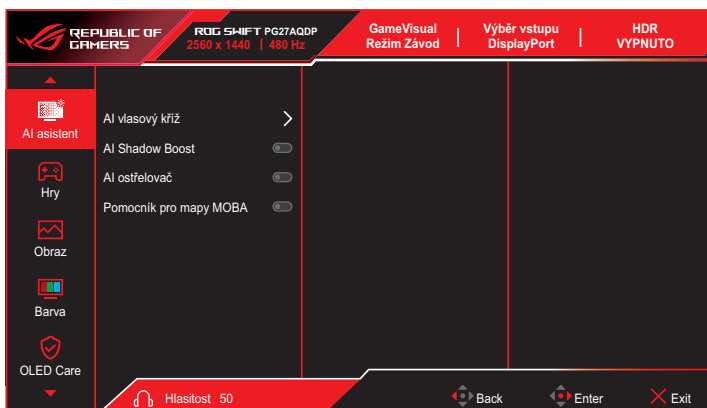 REPUBLIC OF
GAMERS
ROG SWIFT PG27AQDP
2560 x 1440 | 480 Hz
GameVisual
Režim Závod
Výběr vstupu
DisplayPort
HDR
VYPNUTO
AI asistent
Hry
Obraz
Barva
OLED Care
AI vlasový kříž
AI Shadow Boost
AI ostřelovač
Pomocník pro mapy MOBA
Hlasitost 50
Back
Enter
Exit